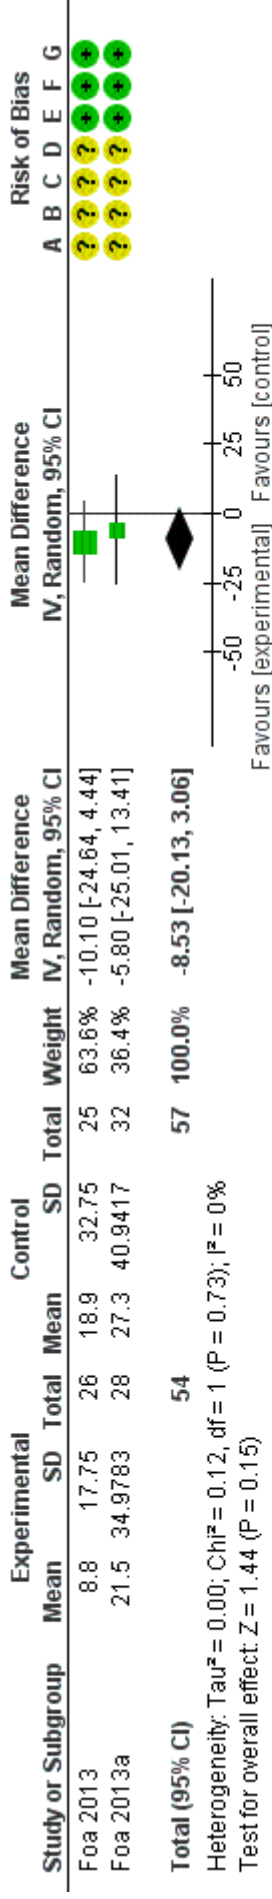 Experimental Control Mean Difference Mean Difference Risk of Bias
Study or Subgroup Mean SD Total Mean SD Total Weight IV, Random, 95% CI IV, Random, 95% CI A B C D E F G
Foa 2013 8.8 17.75 26 18.9 32.75 25 63.6% -10.10 [-24.64, 4.44] ? ? ? ? + + +
Foa 2013a 21.5 34.9783 28 27.3 40.9417 32 36.4% -5.80 [-25.01, 13.41] ? ? ? ? + + +
Total (95% CI) 54 57 100.0% -8.53 [-20.13, 3.06]
Heterogeneity: Tau² = 0.00; Chi² = 0.12, df = 1 (P = 0.73); I² = 0%
Test for overall effect: Z = 1.44 (P = 0.15)
-50 -25 0 25 50
Favours [experimental] Favours [control]